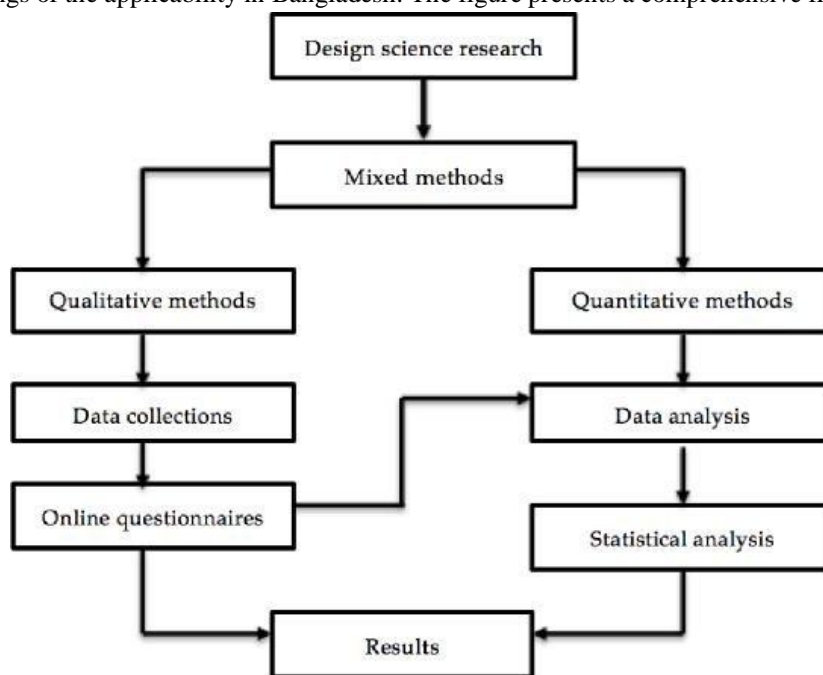 ngs of the applicability in Bangladesh. The figure presents a comprehensive
Design science research
Mixed methods
Qualitative methods
Quantitative methods
Data collections
Data analysis
Online questionnaires
Statistical analysis
Results